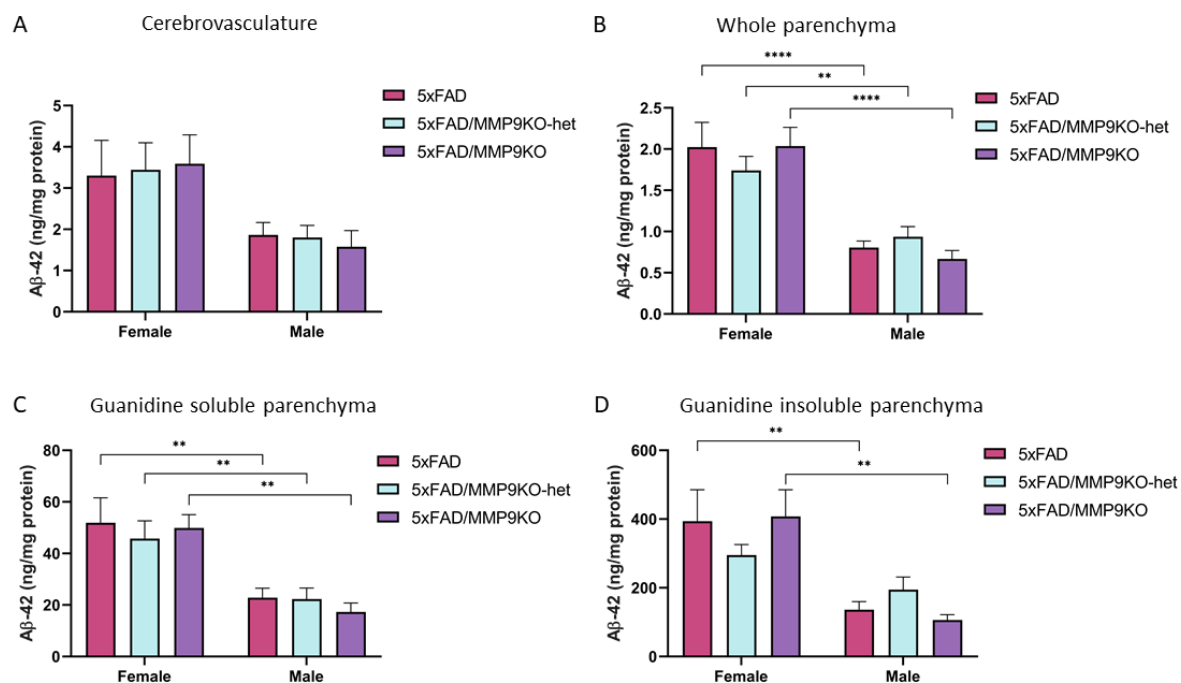 A
Cerebrovasculature
5xFAD
5xFAD/MMP9KO-het
5xFAD/MMP9KO
Aβ-42 (ng/mg protein)
5
4
3
2
1
0
Female
Male
B
Whole parenchyma
****
**
****
5xFAD
5xFAD/MMP9KO-het
5xFAD/MMP9KO
Aβ-42 (ng/mg protein)
2.5
2.0
1.5
1.0
0.5
0.0
Female
Male
C
Guanidine soluble parenchyma
**
**
**
5xFAD
5xFAD/MMP9KO-het
5xFAD/MMP9KO
Aβ-42 (ng/mg protein)
80
60
40
20
0
Female
Male
D
Guanidine insoluble parenchyma
**
**
5xFAD
5xFAD/MMP9KO-het
5xFAD/MMP9KO
Aβ-42 (ng/mg protein)
600
400
200
0
Female
Male